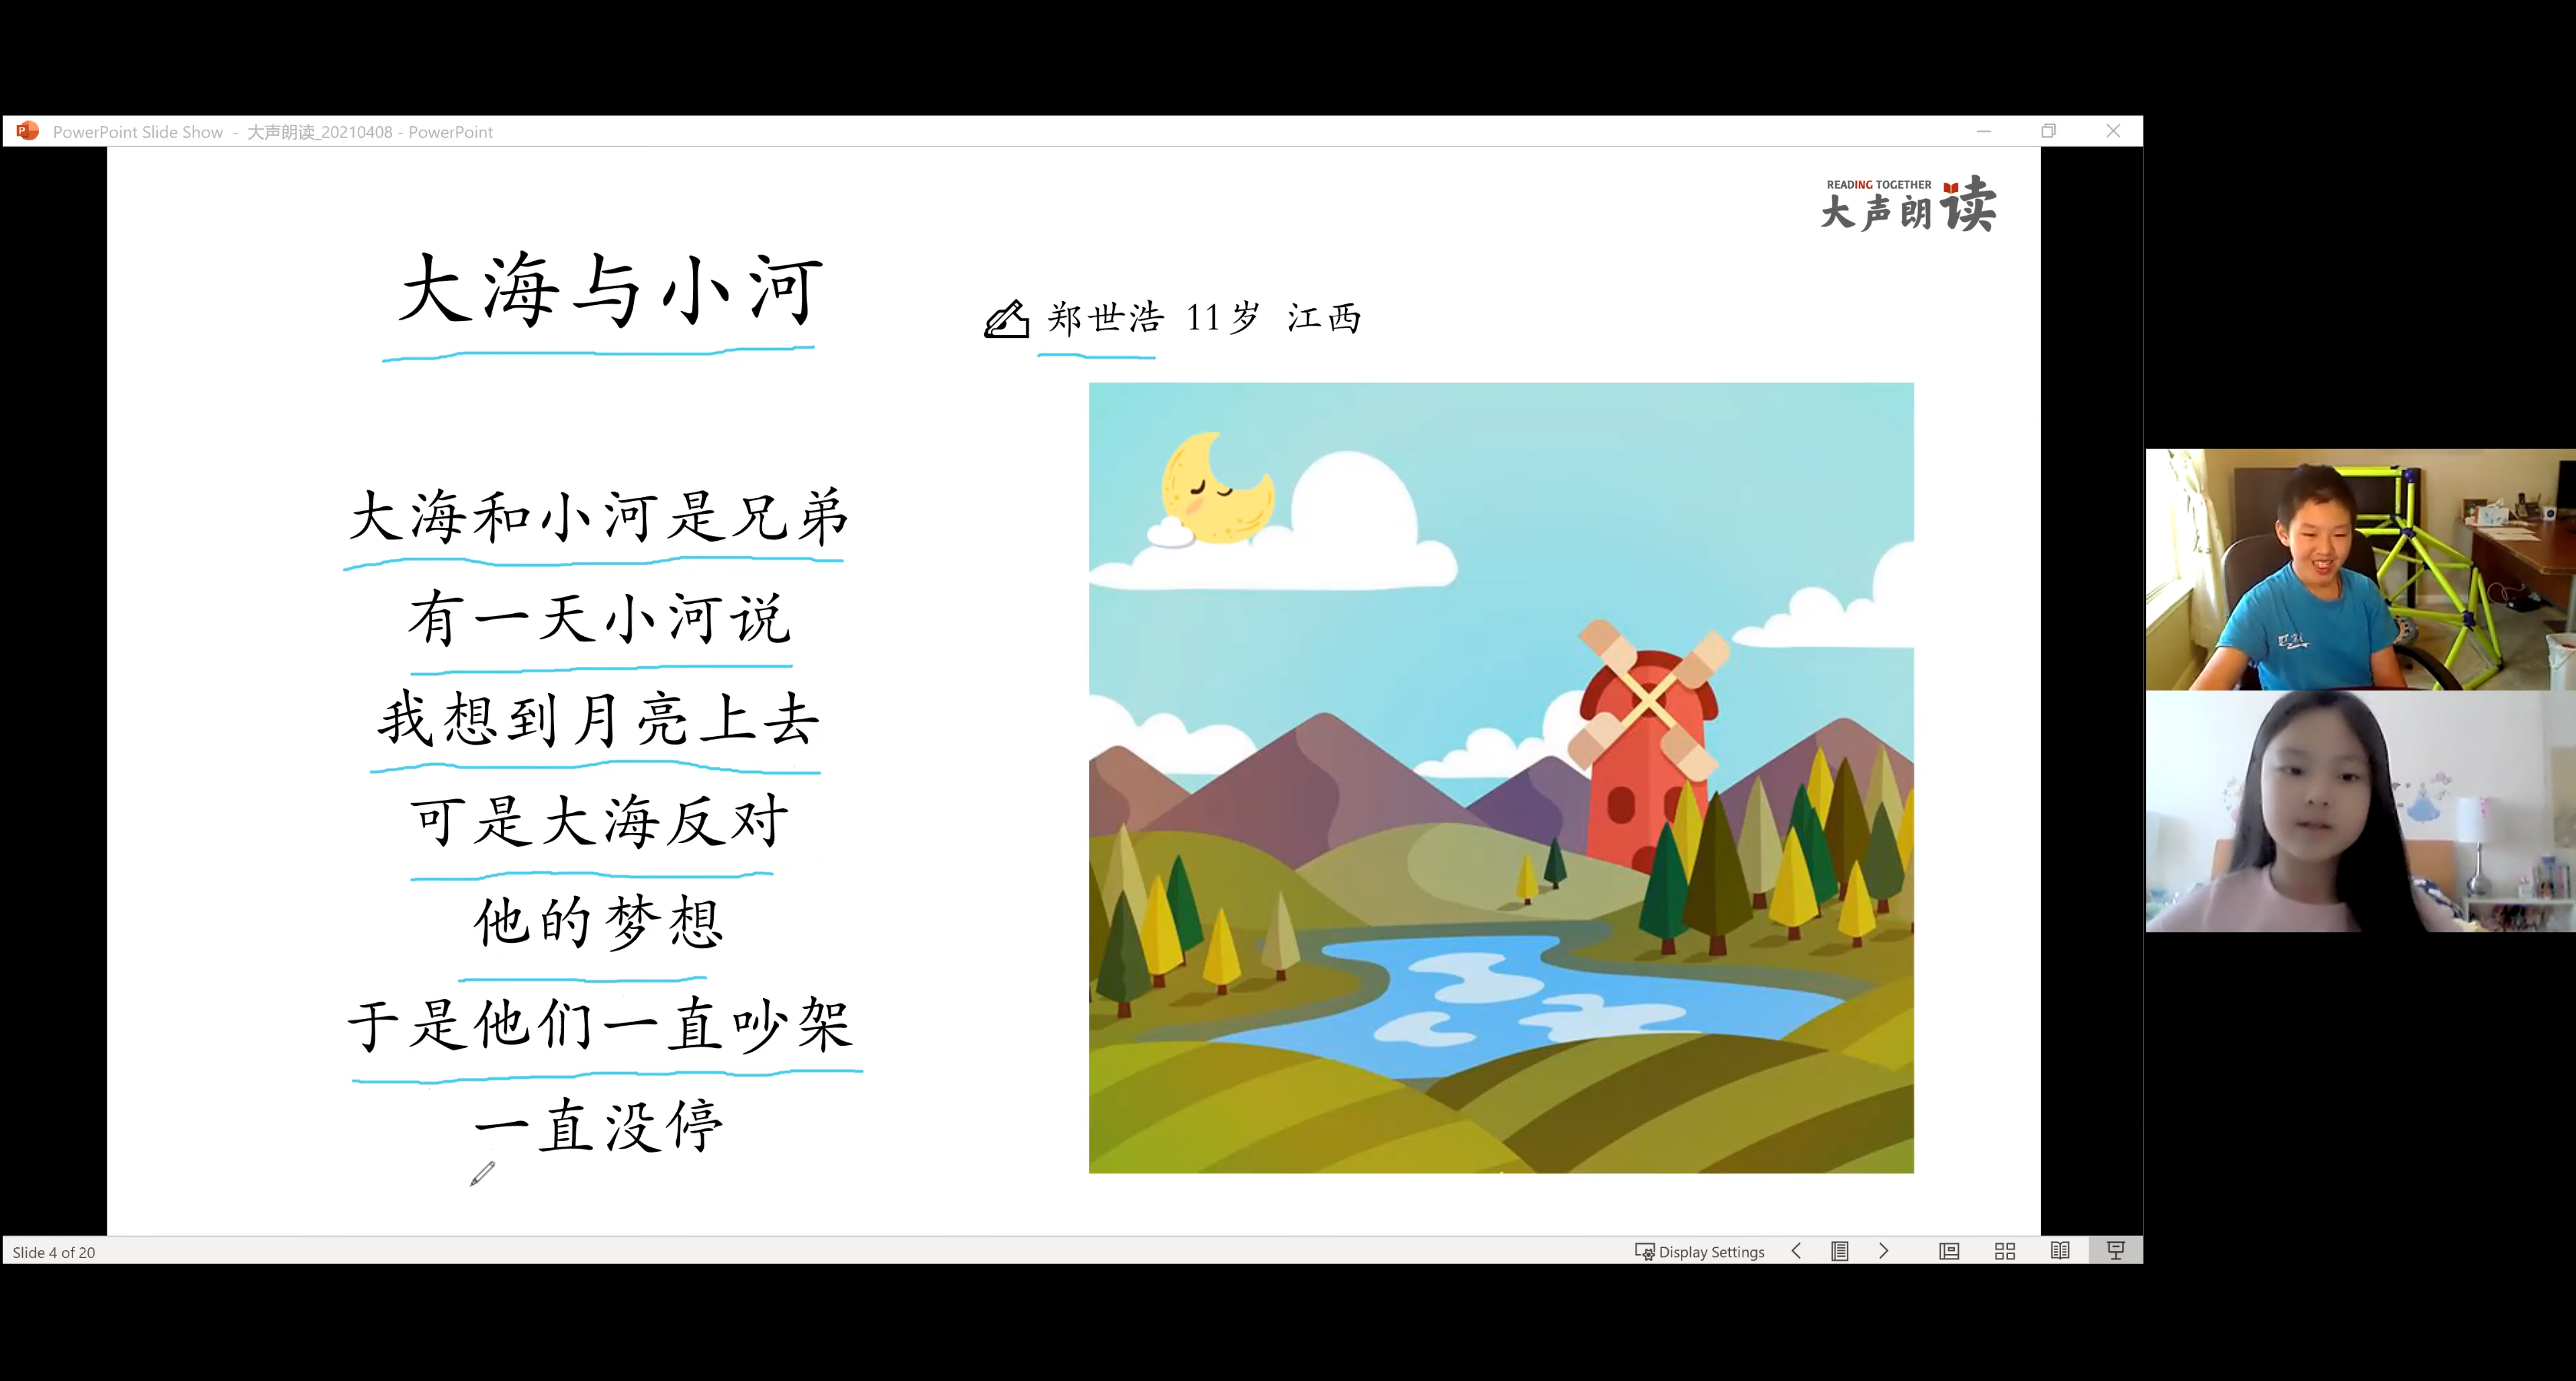 PowerPoint Slide Show - 大声朗读_20210408 - PowerPoint
READING TOGETHER
大声朗读
大海与小河
郑世浩 11岁 江西
大海和小河是兄弟
有一天小河说
我想到月亮上去
可是大海反对
他的梦想
于是他们一直吵架
一直没停
Slide 4 of 20
Display Settings